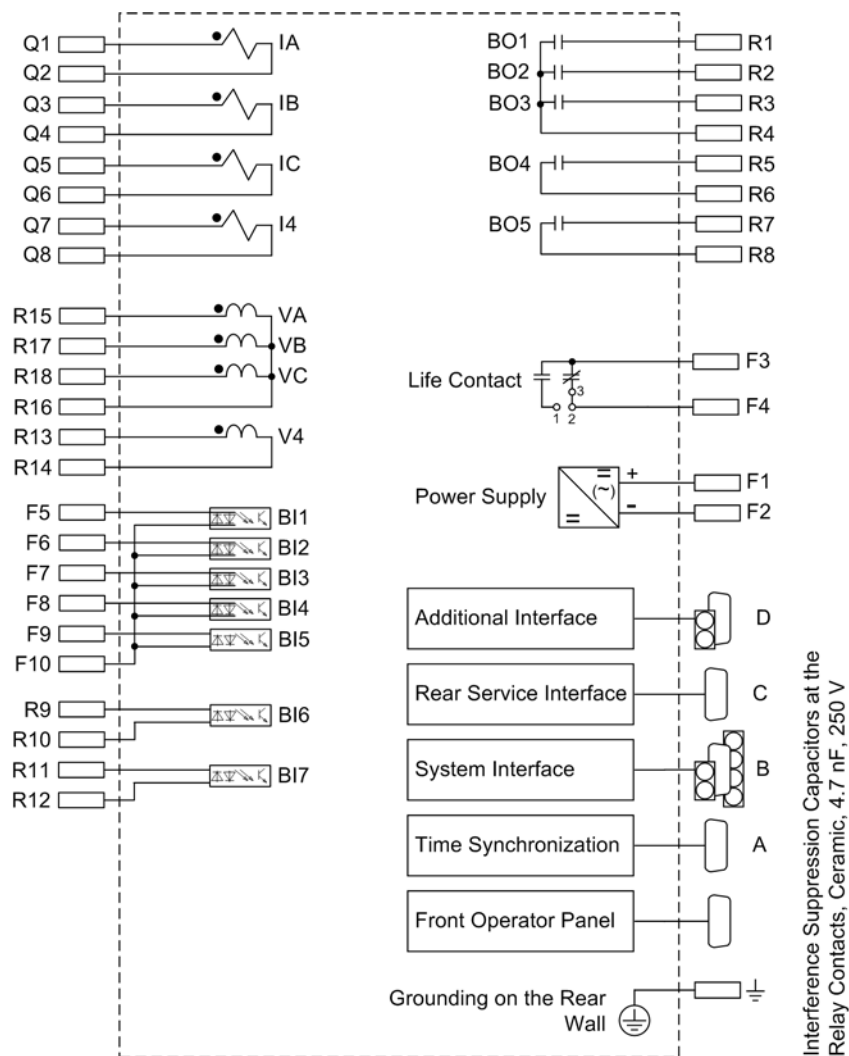 Q1 IA BO1 R1
Q2 BO2 R2
Q3 IB BO3 R3
Q4 R4
Q5 IC BO4 R5
Q6 R6
Q7 I4 BO5 R7
Q8 R8
R15 VA
R17 VB
R18 VC
R16
R13 V4
R14
Life Contact 3 F3
1 2 F4
Power Supply = (~) = + F1
- F2
F5 BI1
F6 BI2
F7 BI3
F8 BI4
F9 BI5
F10
R9 BI6
R10
R11 BI7
R12
Additional Interface D
Rear Service Interface C
System Interface B
Time Synchronization A
Front Operator Panel
Grounding on the Rear
Wall
Interference Suppression Capacitors at the
Relay Contacts, Ceramic, 4.7 nF, 250 V